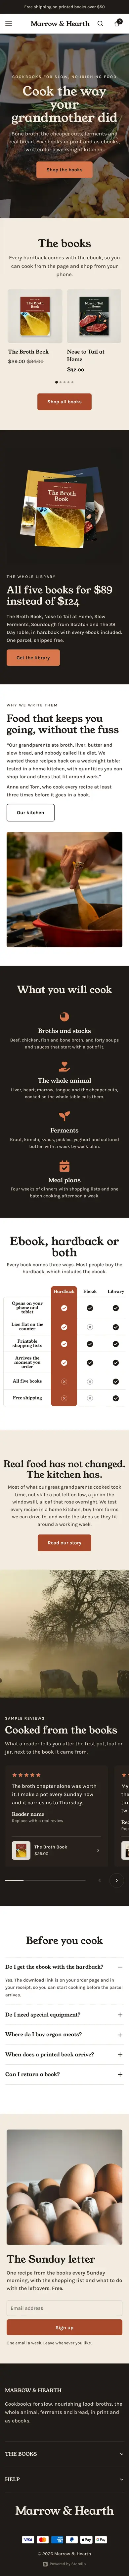 Free shipping on printed books over $50
Marrow & Hearth
0
COOKBOOKS FOR SLOW, NOURISHING FOOD
Cook the way
your
grandmother did
Bone broth, the cheaper cuts, ferments and
real bread. Five books, printed for
working in a weeknight kitchen.
Shop the books
The books
Every hardback comes with the ebook, so you
can cook from the page and shop from your
phone.
The Broth Book
$29.00 $34.00
Nose to Tail at
Home
$32.00
Shop all books
The Broth
Book
THE WHOLE LIBRARY
All five books for $89
instead of $124
The Broth Book, Nose to Tail at Home, Slow
Ferments, Sourdough from Scratch and The 28
Day Table, in hardback with every ebook included.
One parcel, shipped free.
Get the library
WHY WE WROTE THEM
Food that keeps you
going, without the fuss
"Our grandparents ate broth, liver, butter and
real bread, and nobody called it a diet. We
wanted those recipes back on a weeknight table:
tested in a home kitchen, with quantities you can
shop for and steps that fit around work."
Anna and Tom, who cook every recipe at least
three times before it goes in a book.
Our kitchen
What you will cook
Broths and stocks
Beef, chicken, fish and bone broth, and forty soups
and sauces that start with a pot of it.
The whole animal
Liver, heart, marrow, tongue and the cheaper cuts,
cooked so the whole table eats them.
Ferments
Kraut, kimchi, kvass, pickles, yoghurt and cultured
butter, with a week by week plan.
Meal plans
Four weeks of dinners with shopping lists and one
batch cooking afternoon a week.
Ebook, hardback or
both
Every book comes three ways. Most people buy the
hardback, which includes the ebook.
Hardback Ebook Library
Opens on your
phone and
tablet
Lies flat on the
counter
Printable
shopping lists
Arrives the
moment you
order
All five books
Free shipping
Real food has not changed.
The kitchen has.
Most of what our great grandparents cooked took
time, not skill: a pot left on low, a jar on the
windowsill, a loaf that rose overnight. We test
every recipe in a home kitchen, buy from farms
we can drive to, and write the steps so they fit
around a working week.
Read our story
SAMPLE REVIEWS
Cooked from the books
What a reader tells you after the first pot, loaf or
jar, next to the book it came from.
The broth chapter alone was worth
it. I make a pot every Sunday now
and it carries us to Thursday.
Reader name
Replace with a real review
The Broth Book
$29.00
Before you cook
Do I get the ebook with the hardback?
Yes. The download link is on your order page and in
your receipt, so you can start cooking before the parcel
arrives.
Do I need special equipment?
Where do I buy organ meats?
When does a printed book arrive?
Can I return a book?
The Sunday letter
One recipe from the books every Sunday
morning, with the shopping list and what to do
with the leftovers. Free.
Email address
Sign up
One email a week. Leave whenever you like.
MARROW & HEARTH
Cookbooks for slow, nourishing food: broths, the
whole animal, ferments and bread, in print and
as ebooks.
THE BOOKS
HELP
Marrow & Hearth
VISA
Pay
G Pay
© 2026 Marrow & Hearth